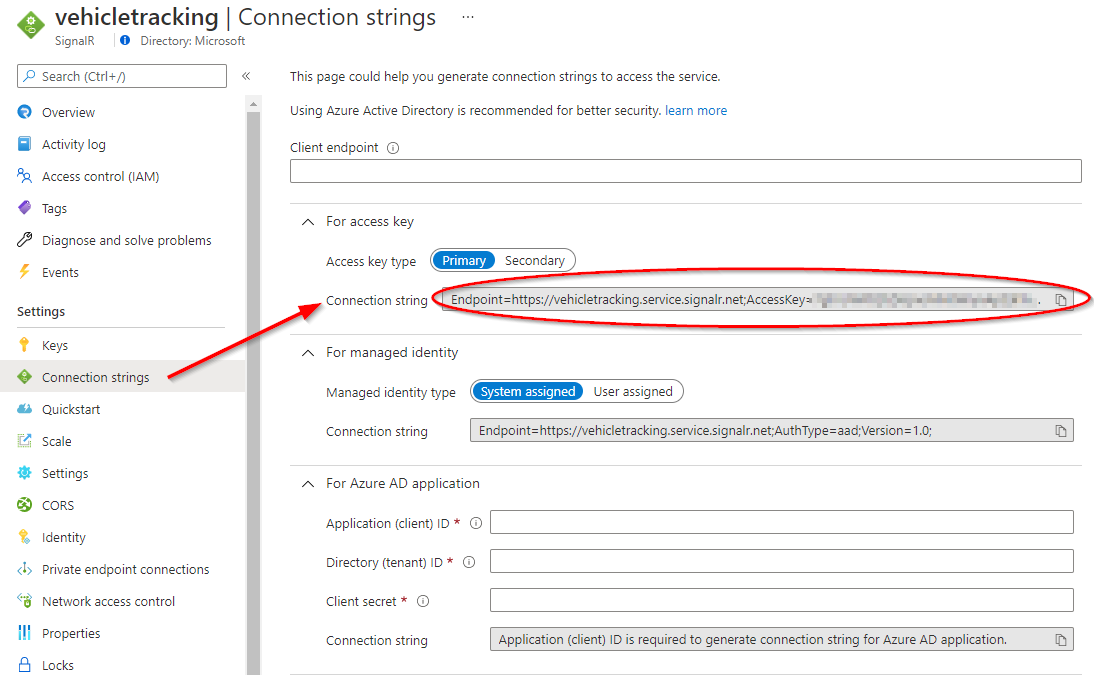 vehicletracking | Connection strings ...
SignalR Directory: Microsoft
Search (Ctrl+/) «
Overview
Activity log
Access control (IAM)
Tags
Diagnose and solve problems
Events
Settings
Keys
Connection strings
Quickstart
Scale
Settings
CORS
Identity
Private endpoint connections
Network access control
Properties
Locks
This page could help you generate connection strings to access the service.
Using Azure Active Directory is recommended for better security. learn more
Client endpoint
For access key
Access key type Primary Secondary
Connection string Endpoint=https://vehicletracking.service.signalr.net;AccessKey=
For managed identity
Managed identity type System assigned User assigned
Connection string Endpoint=https://vehicletracking.service.signalr.net;AuthType=aad;Version=1.0;
For Azure AD application
Application (client) ID *
Directory (tenant) ID *
Client secret *
Connection string Application (client) ID is required to generate connection string for Azure AD application.